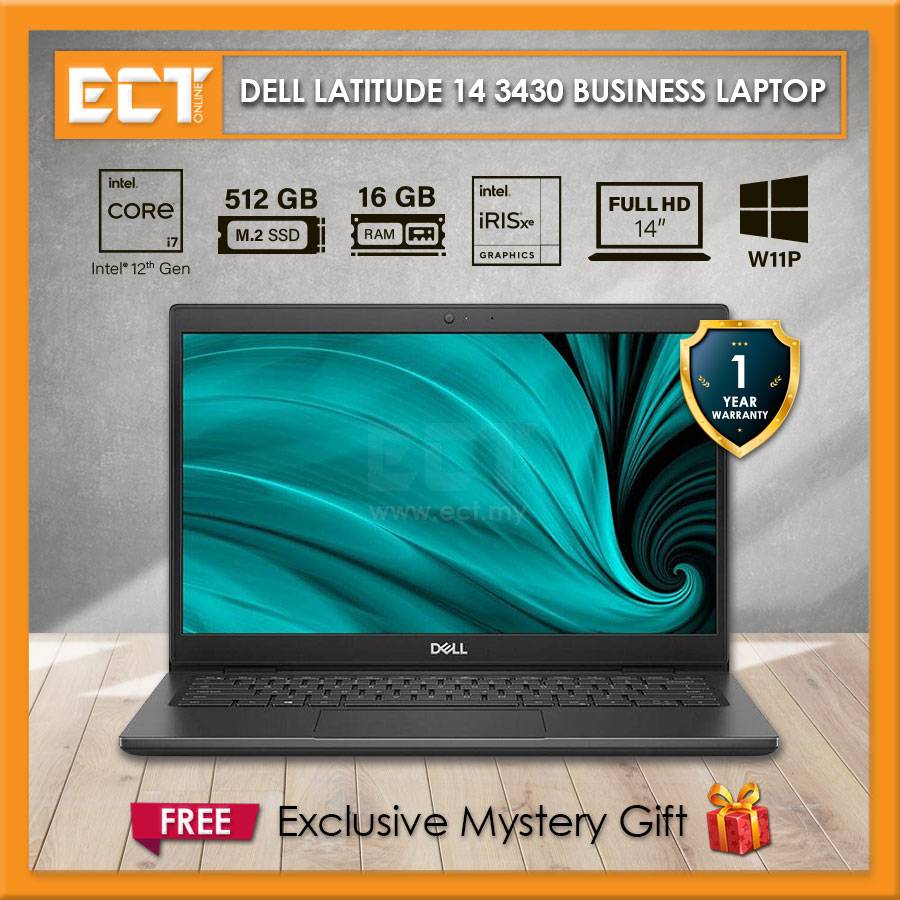 ECT
ONLINE
DELL LATITUDE 14 3430 BUSINESS LAPTOP
intel.
CORE
i7
Intel® 12th Gen
512 GB
M.2 SSD
16 GB
RAM
intel.
iRISxe
GRAPHICS
FULL HD
14”
W11P
1
YEAR
WARRANTY
ECT
www.ect.my
DELL
FREE
Exclusive Mystery Gift